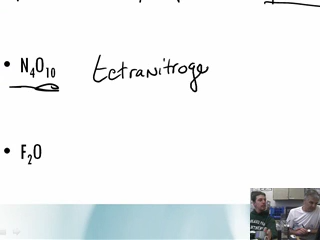 • N₄O₁₀ Tetranitroge
• F₂O